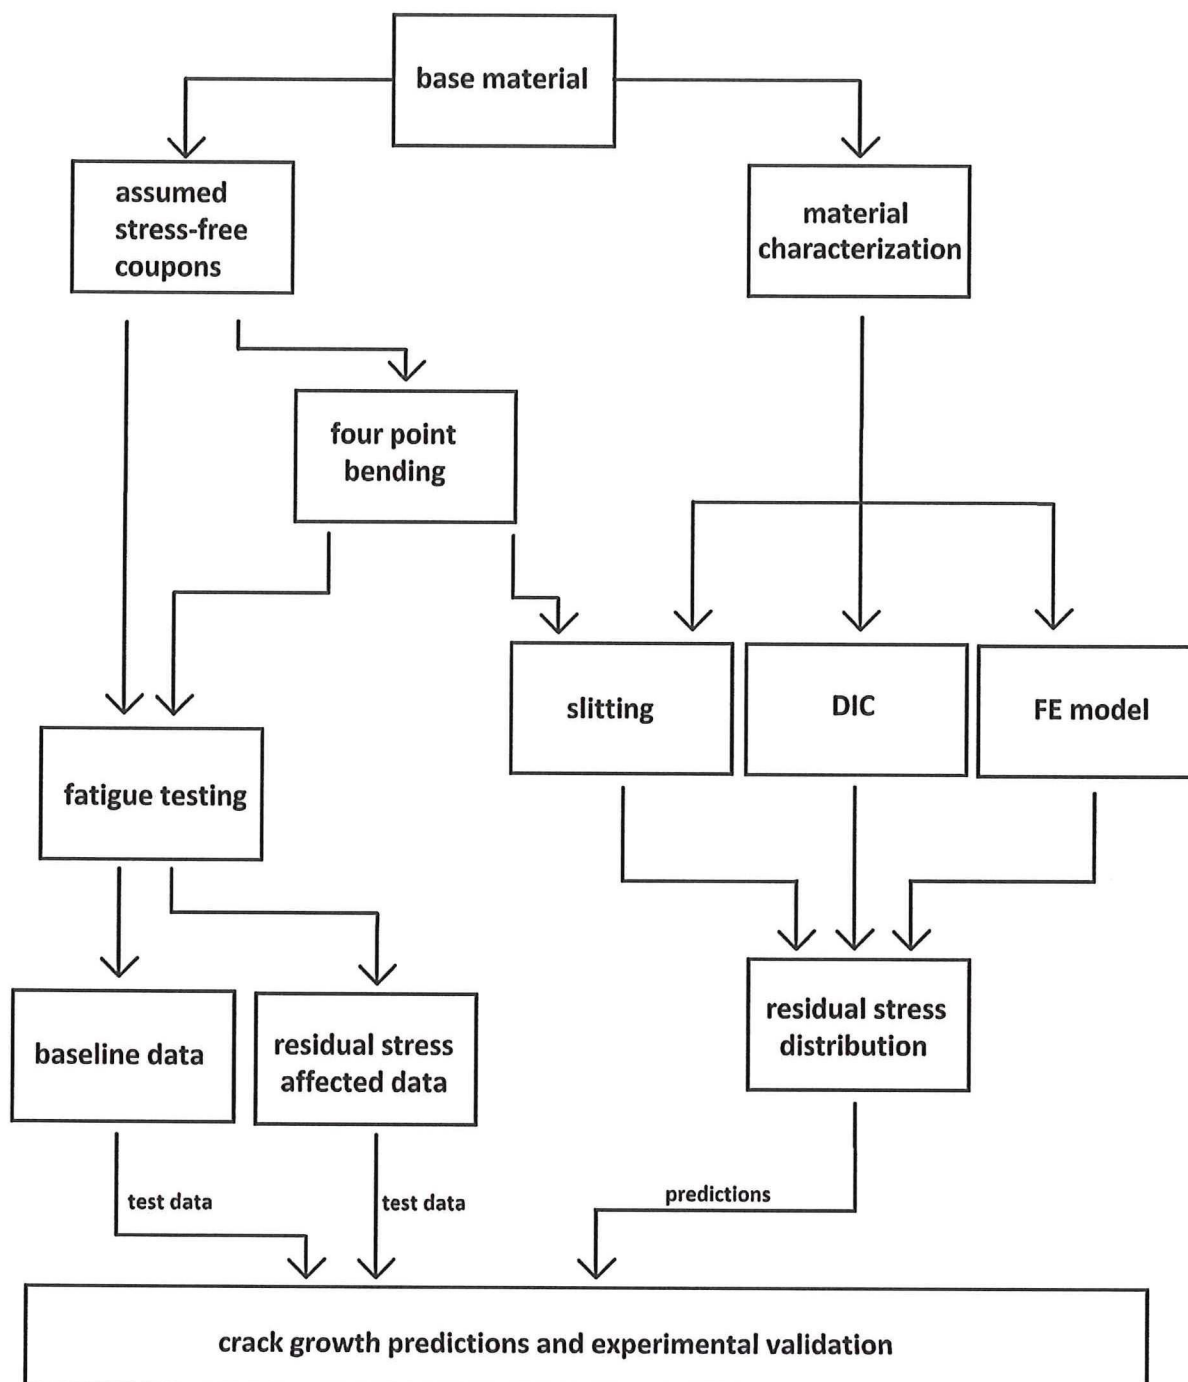 base material
assumed
stress-free
coupons
material
characterization
four point
bending
slitting
DIC
FE model
fatigue testing
baseline data
residual stress
affected data
residual stress
distribution
test data
test data
predictions
crack growth predictions and experimental validation